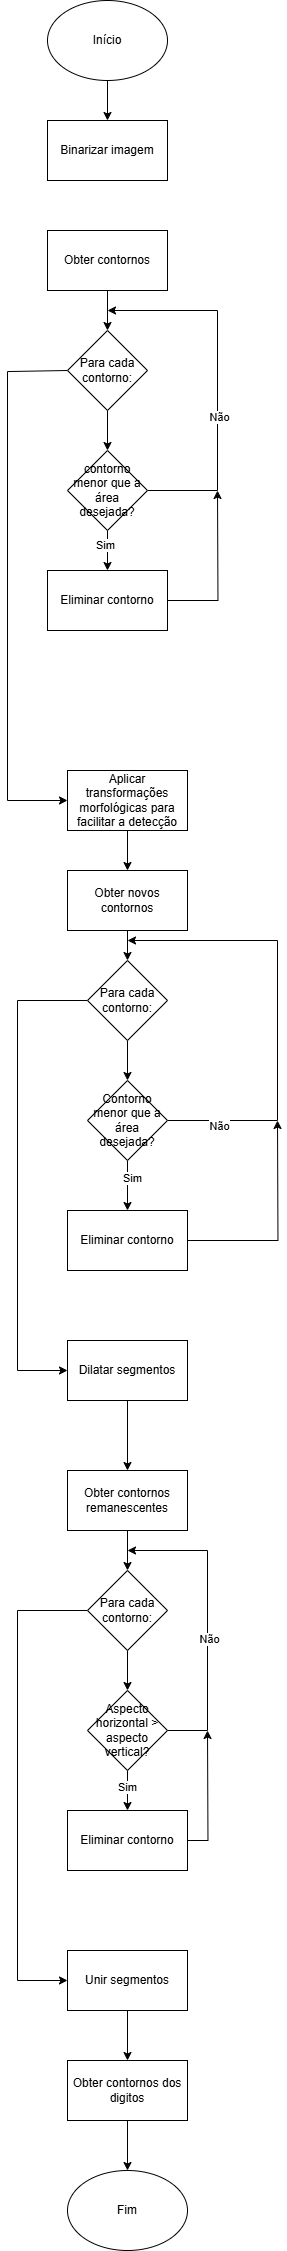 Início
Binarizar imagem
Obter contornos
Para cada
contorno:
Não
contorno
menor que a
área
desejada?
Sim
Eliminar contorno
Aplicar
transformações
morfológicas para
facilitar a detecção
Obter novos
contornos
Para cada
contorno:
Contorno
menor que a
área
desejada?
Não
Sim
Eliminar contorno
Dilatar segmentos
Obter contornos
remanescentes
Para cada
contorno:
Não
Aspecto
horizontal >
aspecto
vertical?
Sim
Eliminar contorno
Unir segmentos
Obter contornos dos
digitos
Fim